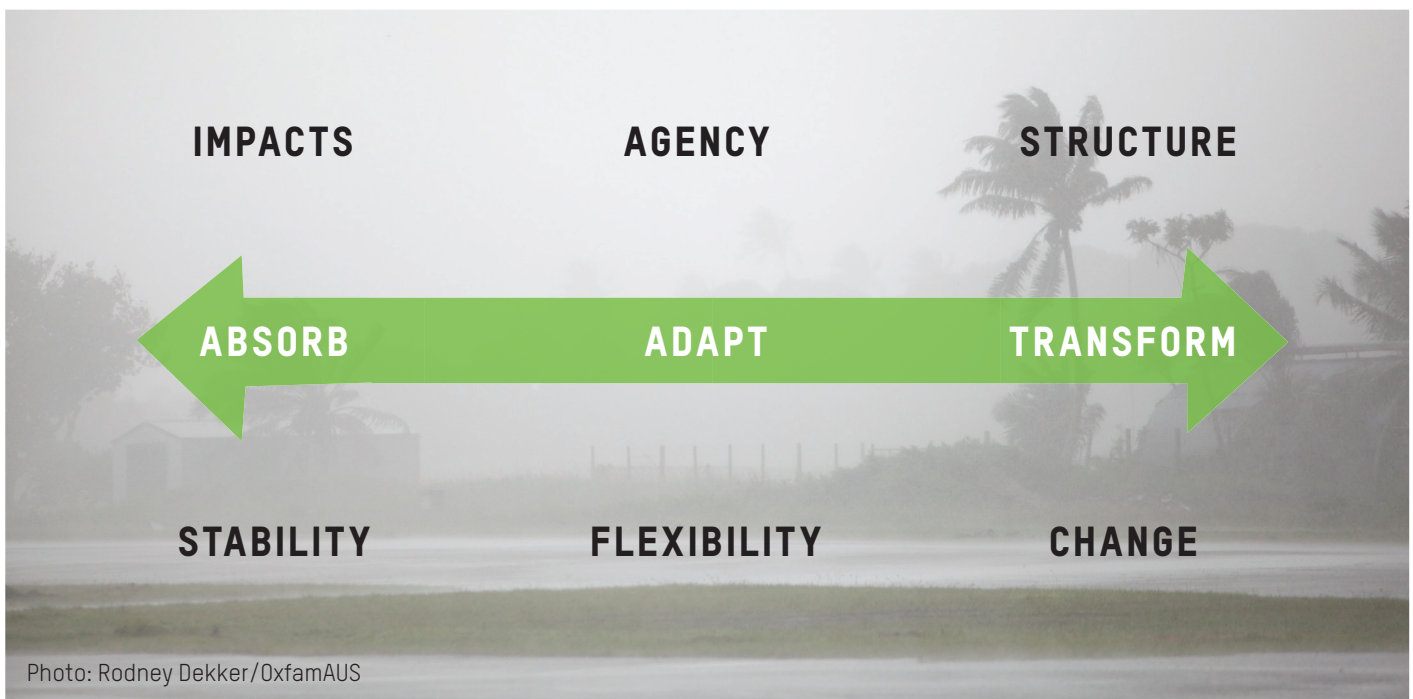 IMPACTS AGENCY STRUCTURE
ABSORB ADAPT TRANSFORM
STABILITY FLEXIBILITY CHANGE
Photo: Rodney Dekker/OxfamAUS